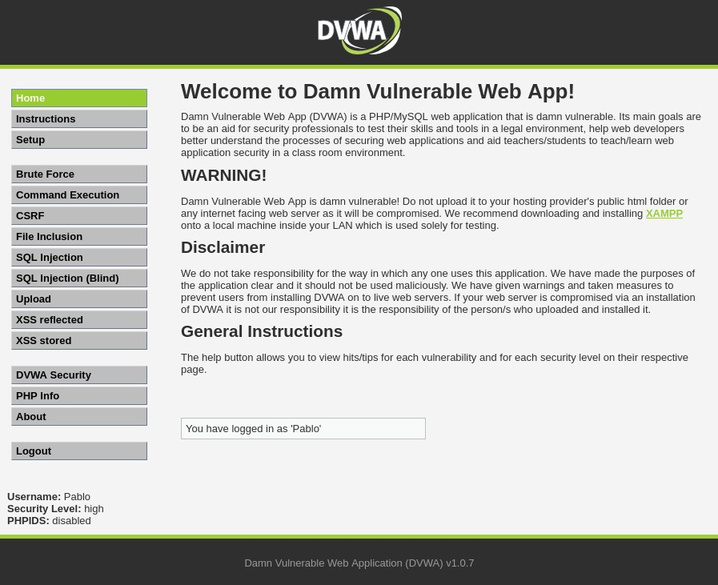 DVWA
Home
Instructions
Setup
Brute Force
Command Execution
CSRF
File Inclusion
SQL Injection
SQL Injection (Blind)
Upload
XSS reflected
XSS stored
DVWA Security
PHP Info
About
Logout
Welcome to Damn Vulnerable Web App!
Damn Vulnerable Web App (DVWA) is a PHP/MySQL web application that is damn vulnerable. Its main goals are
to be an aid for security professionals to test their skills and tools in a legal environment, help web developers
better understand the processes of securing web applications and aid teachers/students to teach/learn web
application security in a class room environment.
WARNING!
Damn Vulnerable Web App is damn vulnerable! Do not upload it to your hosting provider's public html folder or
any internet facing web server as it will be compromised. We recommend downloading and installing XAMPP
onto a local machine inside your LAN which is used solely for testing.
Disclaimer
We do not take responsibility for the way in which any one uses this application. We have made the purposes of
the application clear and it should not be used maliciously. We have given warnings and taken measures to
prevent users from installing DVWA on to live web servers. If your web server is compromised via an installation
of DVWA it is not our responsibility it is the responsibility of the person/s who uploaded and installed it.
General Instructions
The help button allows you to view hits/tips for each vulnerability and for each security level on their respective
page.
You have logged in as 'Pablo'
Username: Pablo
Security Level: high
PHPIDS: disabled
Damn Vulnerable Web Application (DVWA) v1.0.7